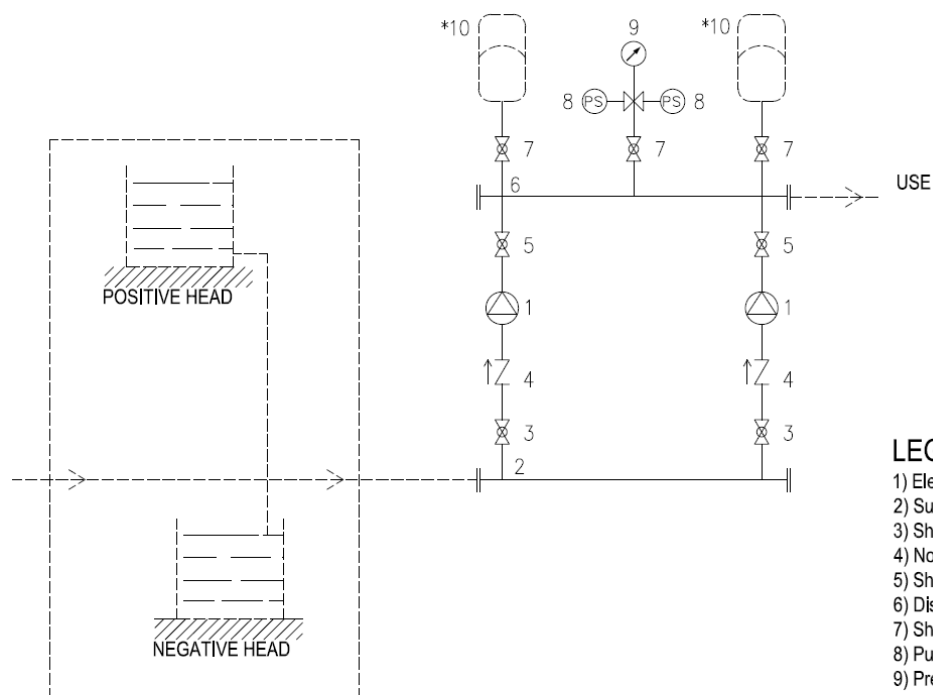 *10
9
*10
8 PS PS 8
7
7
7
6
USE
5
5
POSITIVE HEAD
1
1
4
4
3
3
2
NEGATIVE HEAD
LEG
1) Ele
2) Su
3) Sh
4) No
5) Sh
6) Dis
7) Sh
8) Pu
9) Pre